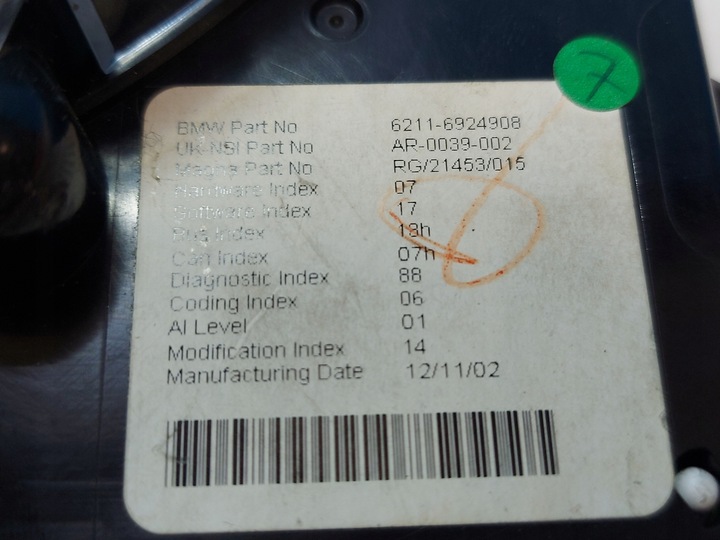 7
BMW Part No 6211-6924908
UK-NSI Part No AR-0039-002
Magna Part No RG/21453/015
Hardware Index 07
Software Index 17
Bus Index 18h
Can Index 07h
Diagnostic Index 88
Coding Index 06
AI Level 01
Modification Index 14
Manufacturing Date 12/11/02